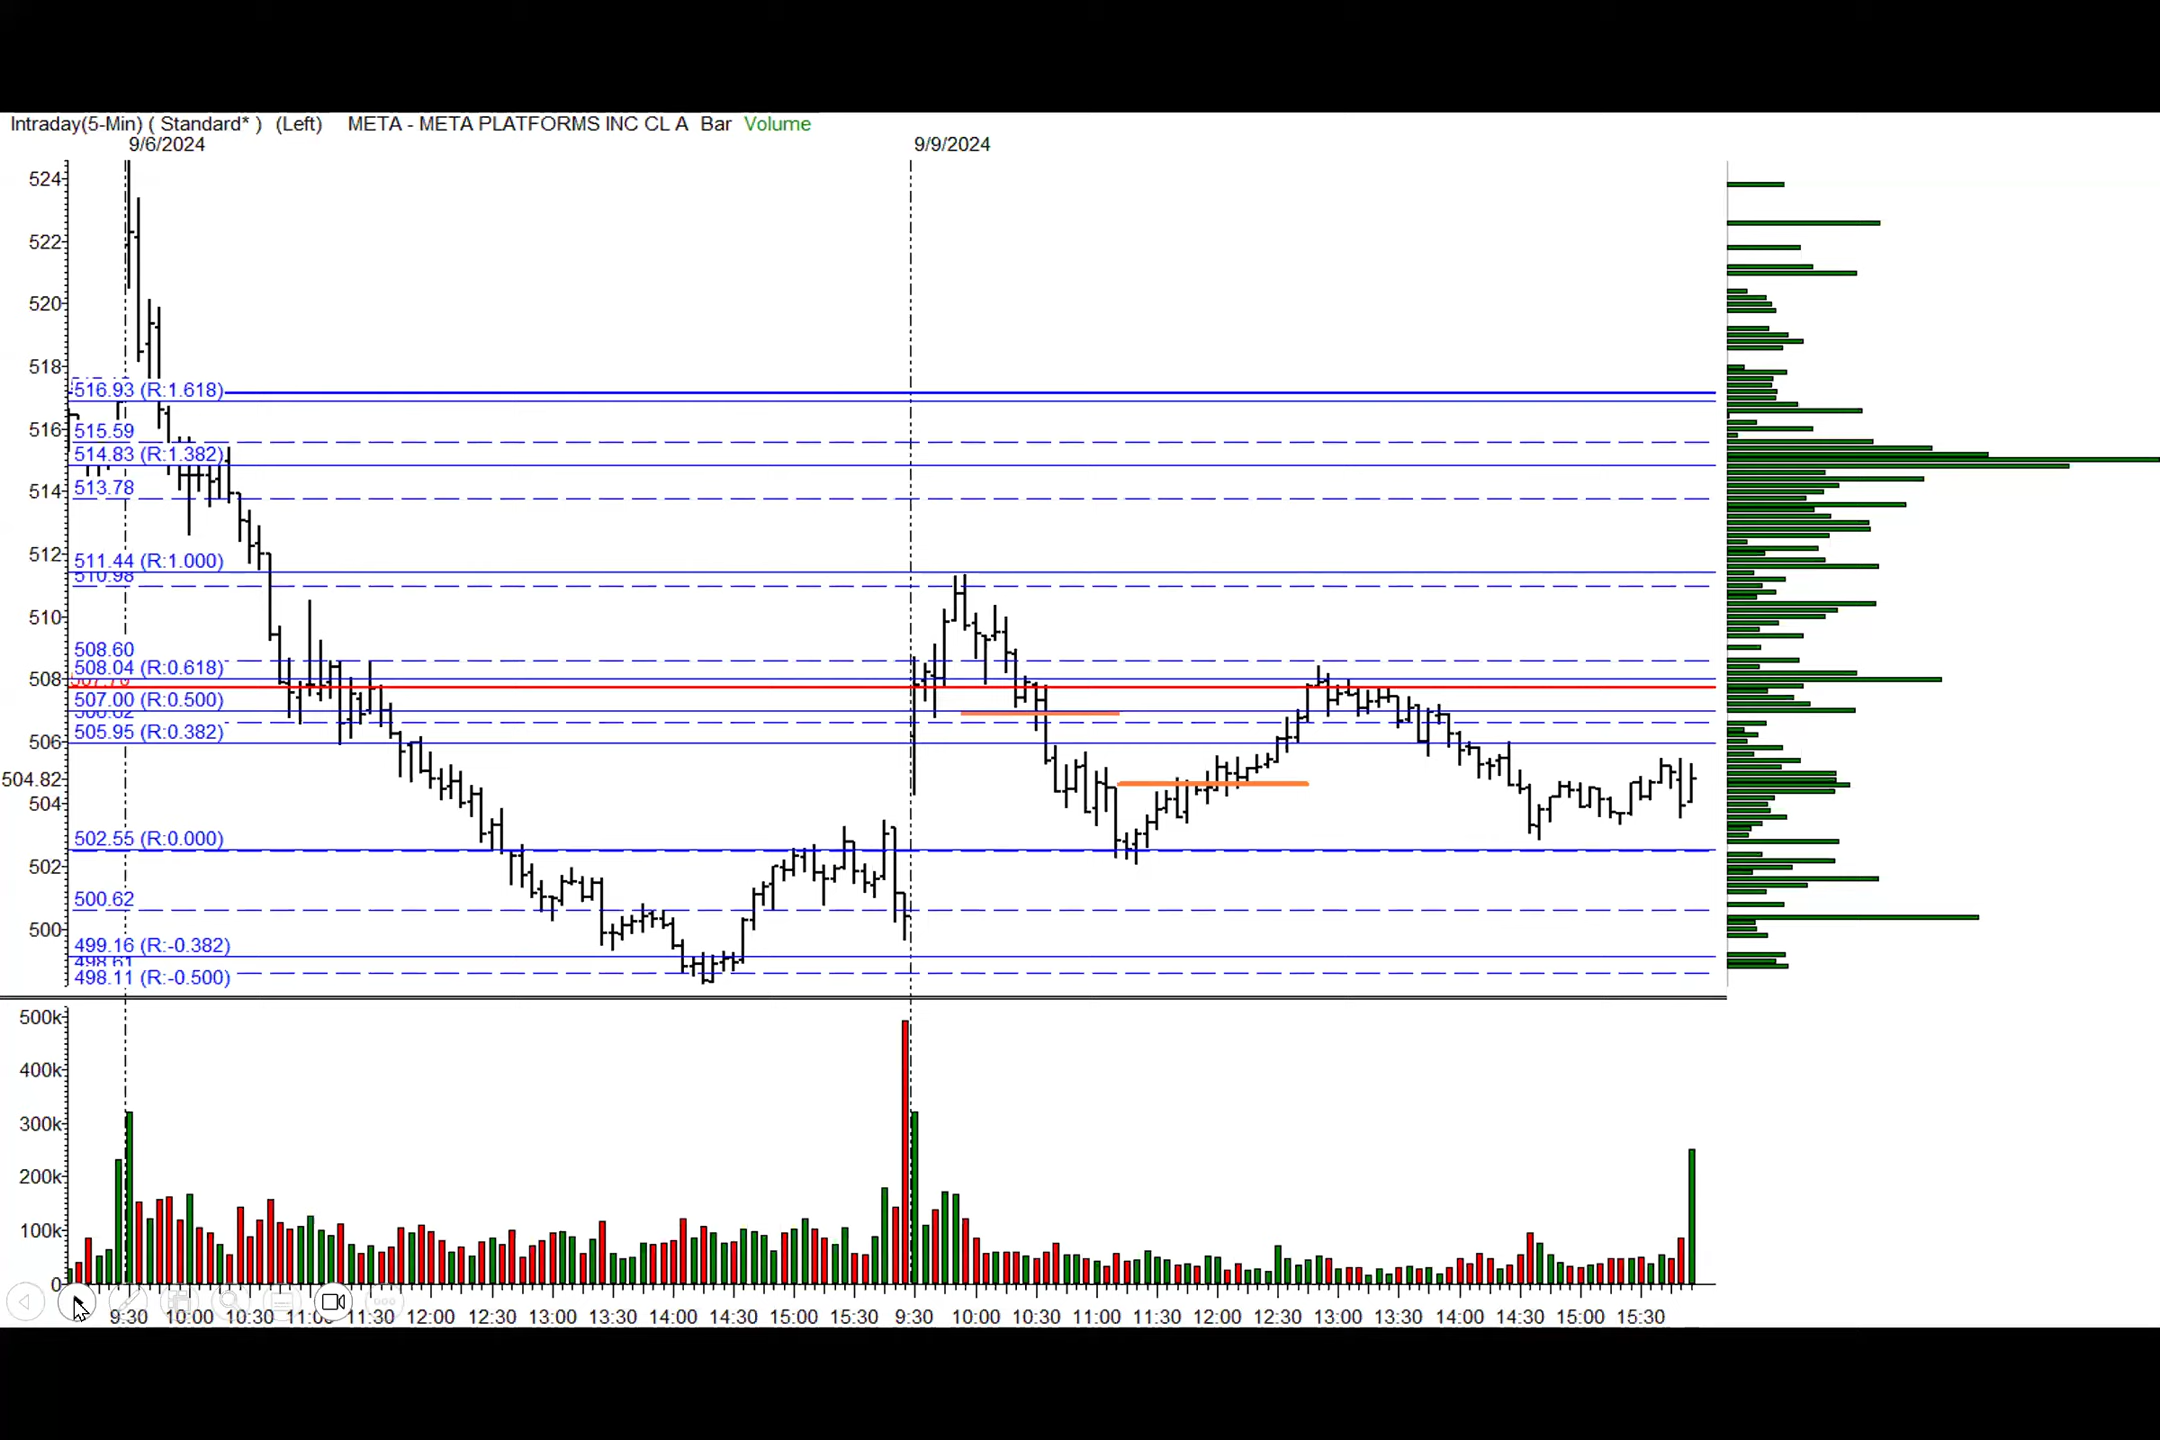 Intraday(5-Min) ( Standard* ) (Left) META - META PLATFORMS INC CL A Bar Volume
9/6/2024 9/9/2024
524
522
520
518
516.93 (R:1.618)
516
515.59
514.83 (R:1.382)
514
513.78
512
511.44 (R:1.000)
510.98
510
508.60
508.04 (R:0.618)
508
507.00 (R:0.500)
505.95 (R:0.382)
506
504.82
504
502.55 (R:0.000)
502
500.62
500
499.16 (R:-0.382)
498.61
498.11 (R:-0.500)
500k
400k
300k
200k
100k
0
9:30 10:00 10:30 11:00 11:30 12:00 12:30 13:00 13:30 14:00 14:30 15:00 15:30 9:30 10:00 10:30 11:00 11:30 12:00 12:30 13:00 13:30 14:00 14:30 15:00 15:30